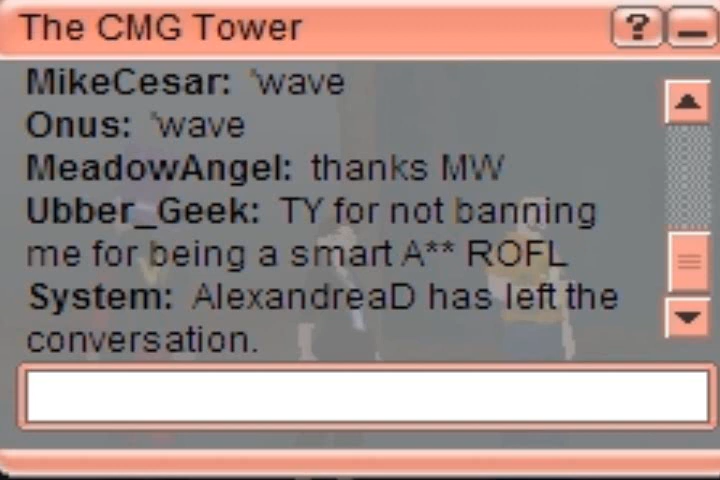 The CMG Tower
?
MikeCesar: 'wave
Onus: 'wave
MeadowAngel: thanks MW
Ubber_Geek: TY for not banning
me for being a smart A** ROFL
System: AlexandreaD has left the
conversation.